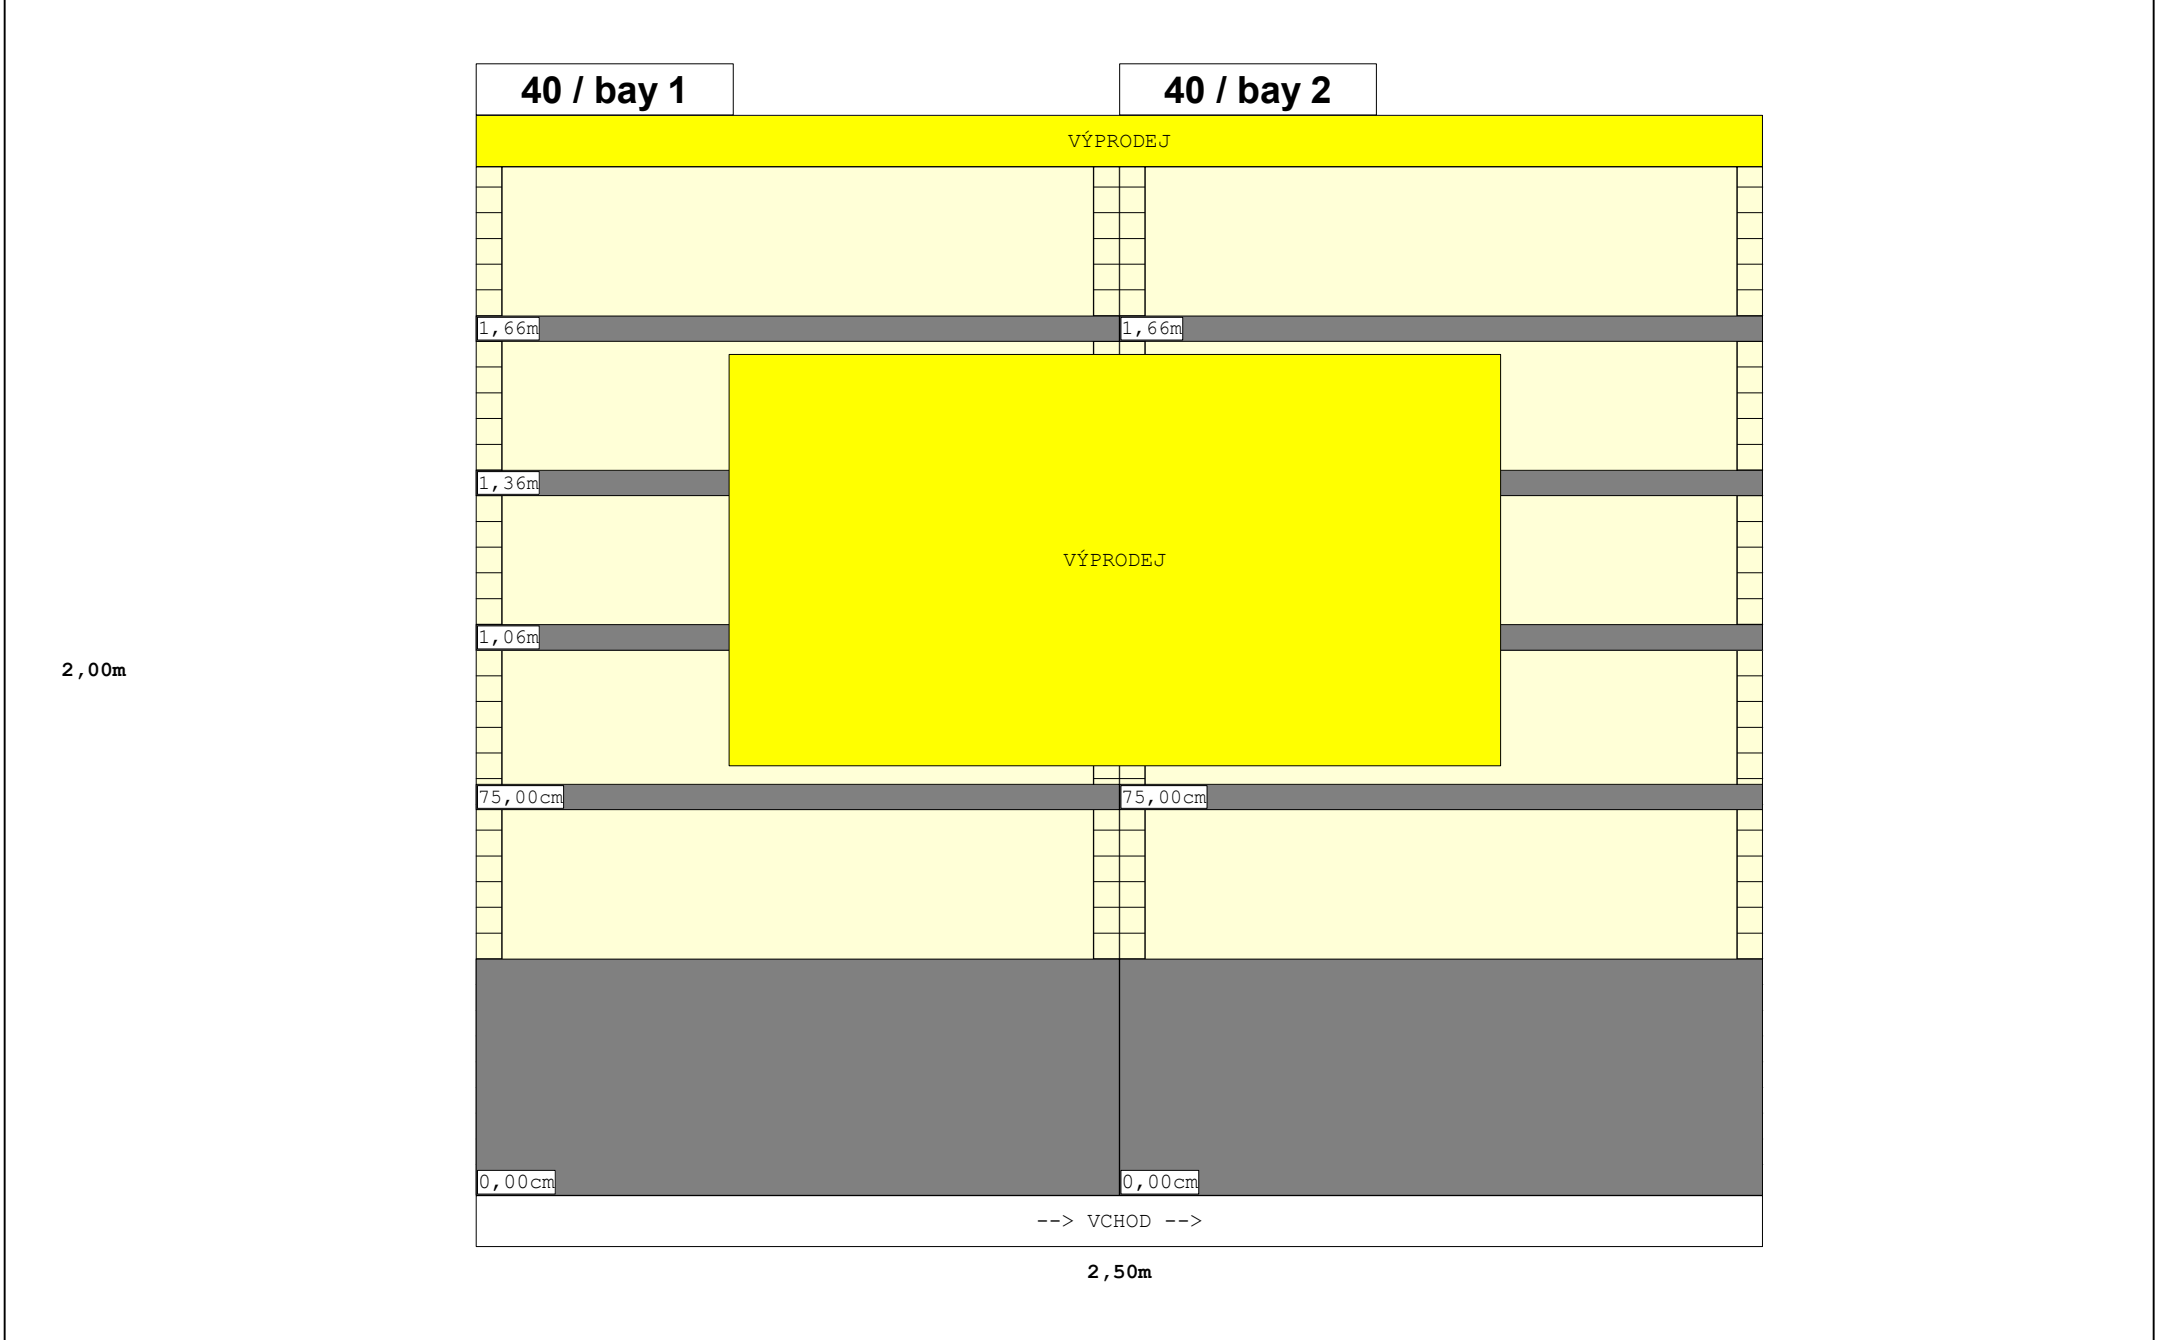 40 / bay 1
40 / bay 2
VÝPRODEJ
1,66m
1,66m
1,36m
VÝPRODEJ
1,06m
2,00m
75,00cm
75,00cm
0,00cm
0,00cm
--> VCHOD -->
2,50m